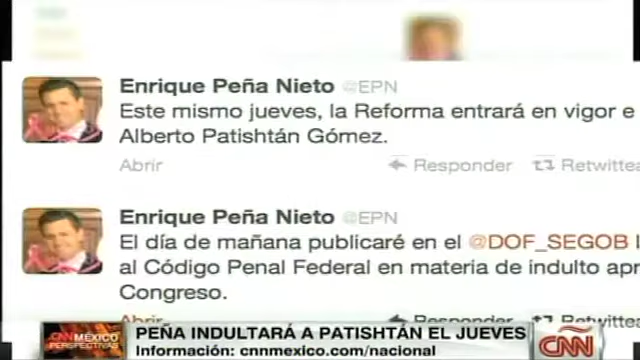 Enrique Peña Nieto @EPN
Este mismo jueves, la Reforma entrará en vigor e
Alberto Patishtán Gómez.
Abrir Responder Retwittea
Enrique Peña Nieto @EPN
El día de mañana publicaré en el @DOF_SEGOB l
al Código Penal Federal en materia de indulto apr
Congreso.
Abrir Responder Retwittea
CNN MÉXICO
PERSPECTIVAS
PEÑA INDULTARÁ A PATISHTÁN EL JUEVES
Información: cnnmexico.com/nacional
CNN